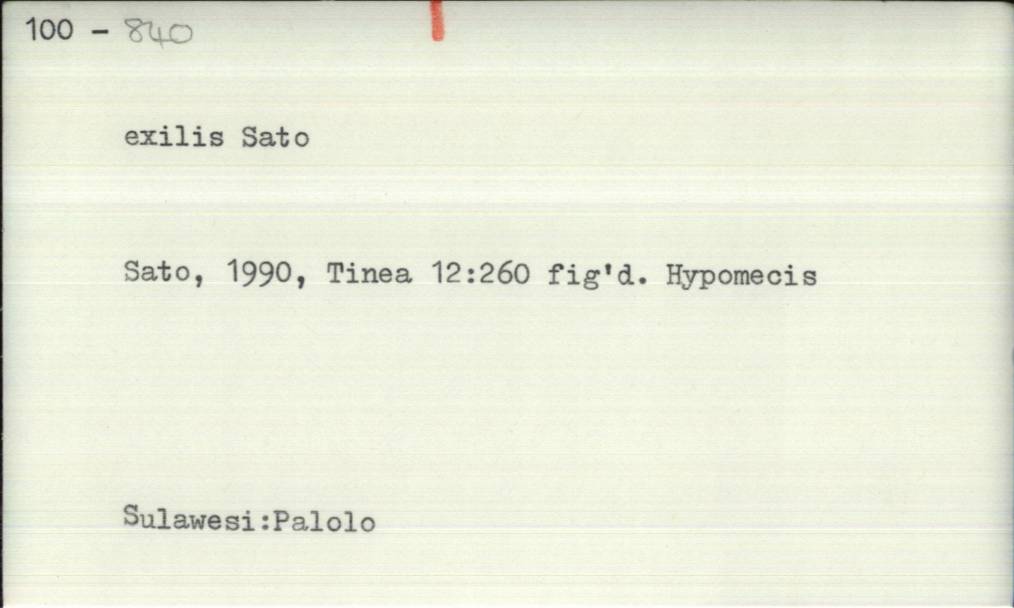 100 - 840
exilis Sato
Sato, 1990, Tinea 12:260 fig'd. Hypomecis
Sulawesi:Palolo